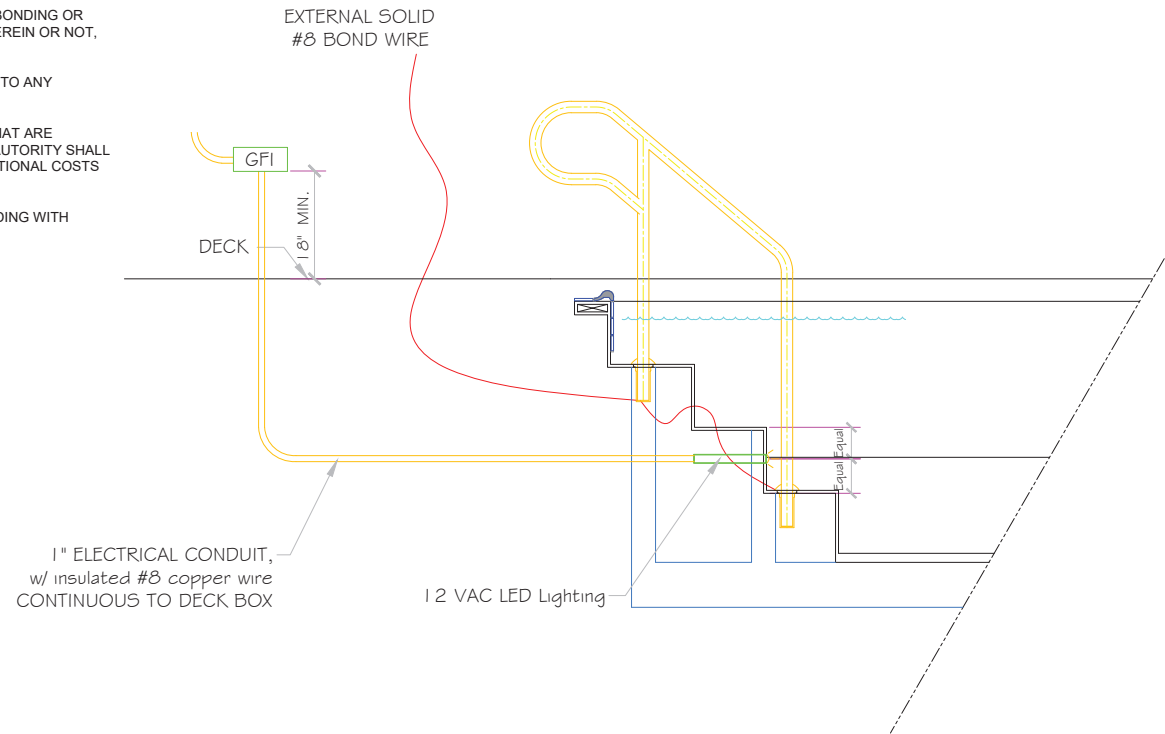 BONDING OR
EREIN OR NOT,
TO ANY
HAT ARE
AUTORITY SHALL
TIONAL COSTS
DING WITH
EXTERNAL SOLID
#8 BOND WIRE
GFI
18" MIN.
DECK
Equal
Equal
1" ELECTRICAL CONDUIT,
w/ insulated #8 copper wire
CONTINUOUS TO DECK BOX
12 VAC LED Lighting